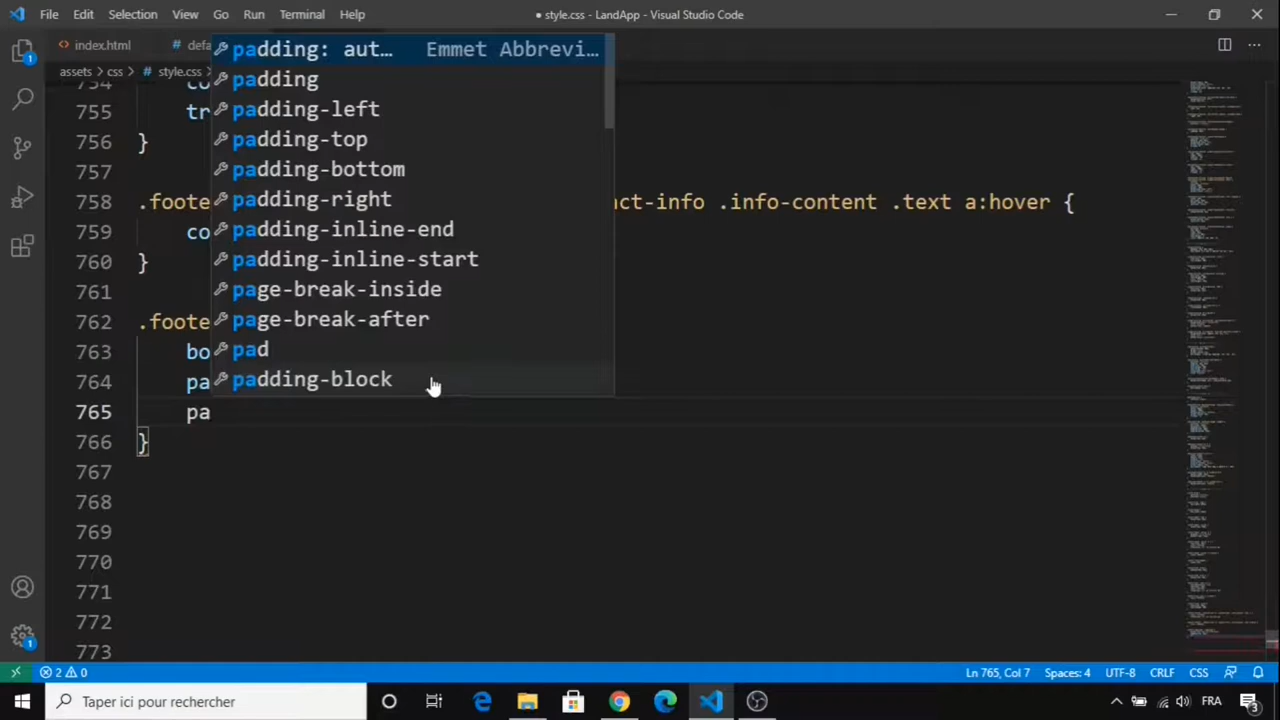 File Edit Selection View Go Run Terminal Help
● style.css - LandApp - Visual Studio Code
index.html
defa
assets > css > # style.css
754 co
755 tr
756 }
757
758 .foote ct-info .info-content .text a:hover {
759 co
760 }
761
762 .foote
763 bo
764 pa
765 pa
766 }
767
768
769
770
771
772
773
padding: aut… Emmet Abbrevi…
padding
padding-left
padding-top
padding-bottom
padding-right
padding-inline-end
padding-inline-start
page-break-inside
page-break-after
pad
padding-block
1
1
2 0
Ln 765, Col 7 Spaces: 4 UTF-8 CRLF CSS
Taper ici pour rechercher
FRA
3